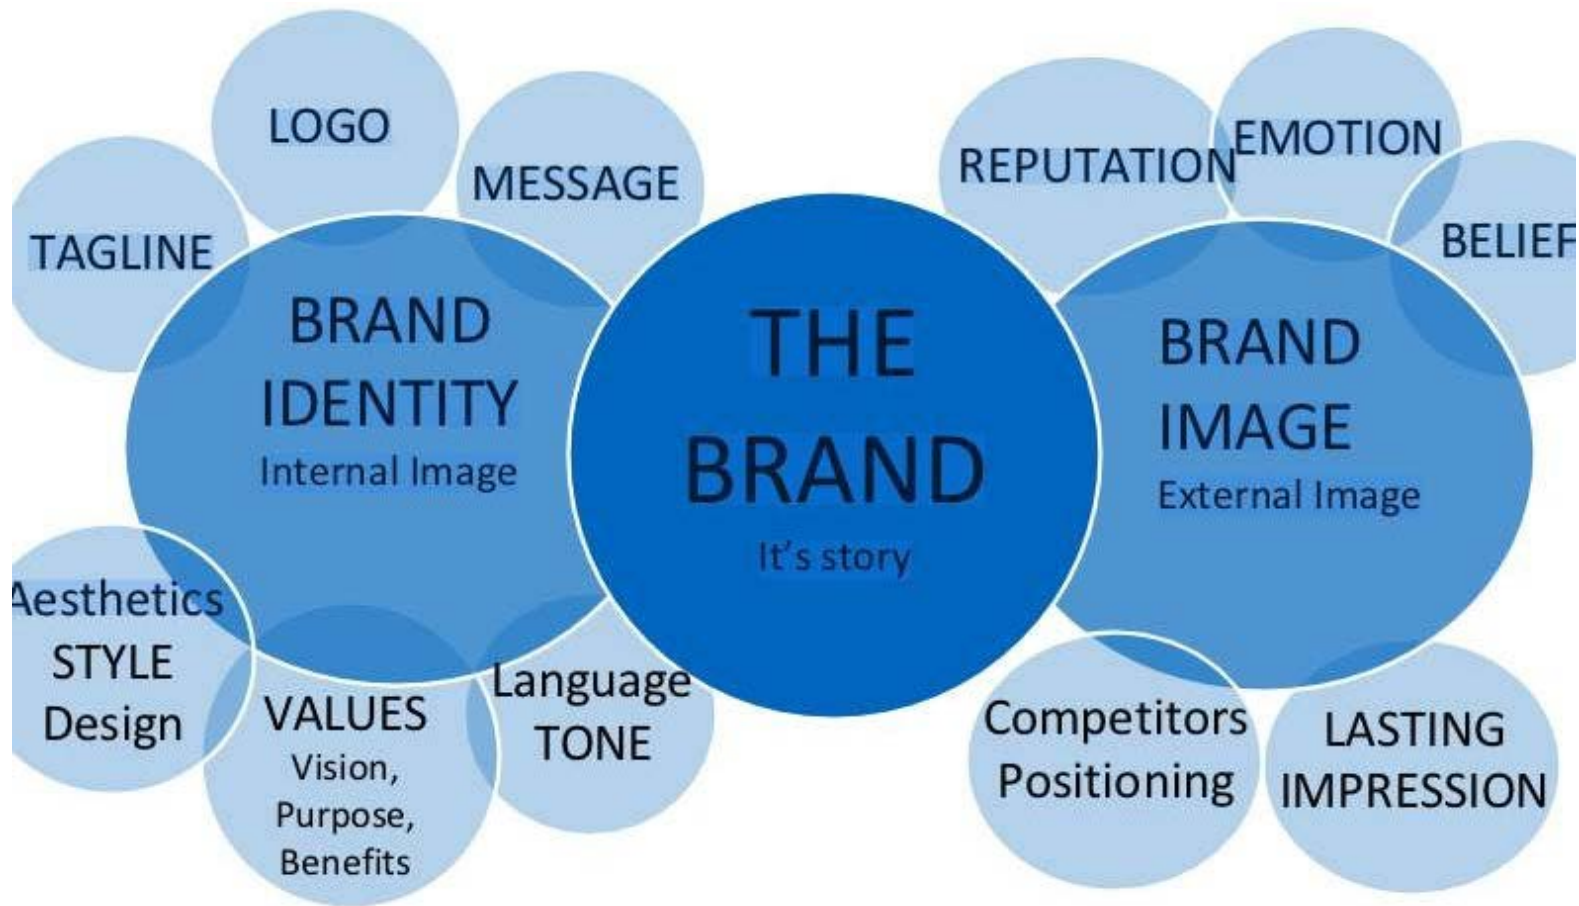 LOGO
MESSAGE
TAGLINE
BRAND
IDENTITY
Internal Image
Aesthetics
STYLE
Design
VALUES
Vision,
Purpose,
Benefits
Language
TONE
THE
BRAND
It's story
REPUTATION
EMOTION
BELIEF
BRAND
IMAGE
External Image
Competitors
Positioning
LASTING
IMPRESSION